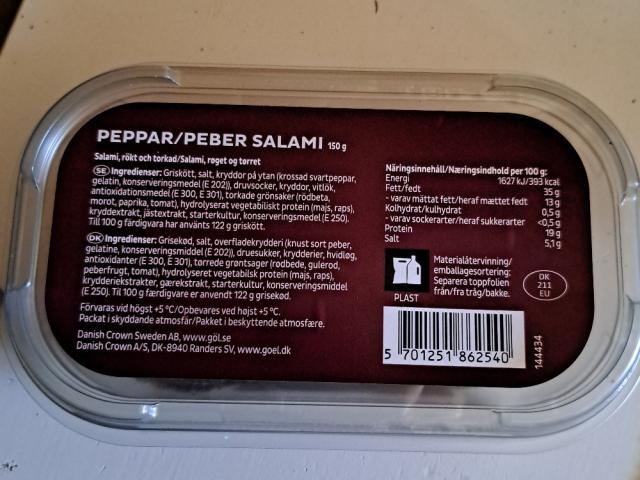 PEPPAR/PEBER SALAMI 150 g
Salami, rökt och torkad/Salami, røget og tørret
SE Ingredienser: Griskött, salt, kryddor på ytan (krossad svartpeppar,
gelatin, konserveringsmedel (E 202)), druvsocker, kryddor, vitlök,
antioxidationsmedel (E 300, E 301), torkade grönsaker (rödbeta,
morot, paprika, tomat), hydrolyserat vegetabiliskt protein (majs, raps),
kryddextrakt, jästextrakt, starterkultur, konserveringsmedel (E 250).
Till 100 g färdigvara har använts 122 g griskött.
DK Ingredienser: Grisekød, salt, overfladekrydderi (knust sort peber,
gelatine, konserveringsmiddel (E 202)), druesukker, krydderier, hvidløg,
antioxidanter (E 300, E 301), tørrede grøntsager (rødbede, gulerod,
peberfrugt, tomat), hydrolyseret vegetabilsk protein (majs, raps),
krydderiekstrakter, gærekstrakt, starterkultur, konserveringsmiddel
(E 250). Til 100 g færdigvare er anvendt 122 g grisekød.
Förvaras vid högst +5 °C/Opbevares ved højst +5 °C.
Packat i skyddande atmosfär/Pakket i beskyttende atmosfære.
Danish Crown Sweden AB, www.göl.se
Danish Crown A/S, DK-8940 Randers SV, www.goel.dk
Näringsinnehåll/Næringsindhold per 100 g:
Energi 1627 kJ/393 kcal
Fett/fedt 35 g
- varav mättat fett/heraf mættet fedt 13 g
Kolhydrat/kulhydrat 0,5 g
- varav sockerarter/heraf sukkerarter <0,5 g
Protein 19 g
Salt 5,1 g
Materialåtervinning/
emballagesortering:
Separera toppfolien
från/fra tråg/bakke.
PLAST
DK
211
EU
5 701251 862540
144434